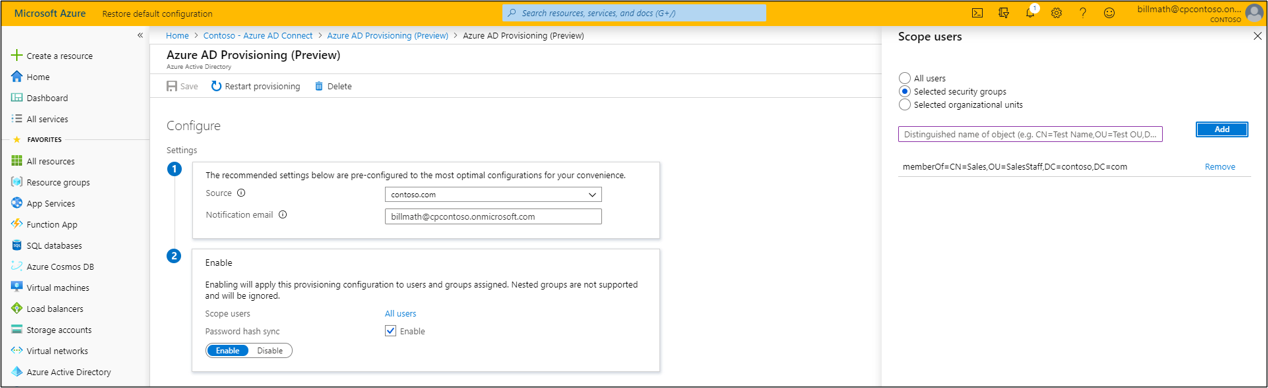 Microsoft Azure
Restore default configuration
Search resources, services, and docs (G+/)
1
billmath@cpcontoso.on...
CONTOSO
«
Create a resource
Home
Dashboard
All services
FAVORITES
All resources
Resource groups
App Services
Function App
SQL databases
Azure Cosmos DB
Virtual machines
Load balancers
Storage accounts
Virtual networks
Azure Active Directory
Home > Contoso - Azure AD Connect > Azure AD Provisioning (Preview) > Azure AD Provisioning (Preview)
Azure AD Provisioning (Preview)
Azure Active Directory
Save Restart provisioning Delete
Configure
Settings
1
The recommended settings below are pre-configured to the most optimal configurations for your convenience.
Source contoso.com
Notification email billmath@cpcontoso.onmicrosoft.com
2
Enable
Enabling will apply this provisioning configuration to users and groups assigned. Nested groups are not supported
and will be ignored.
Scope users All users
Password hash sync Enable
Enable Disable
Scope users
All users
Selected security groups
Selected organizational units
Distinguished name of object (e.g. CN=Test Name,OU=Test OU,D... Add
memberOf=CN=Sales,OU=SalesStaff,DC=contoso,DC=com Remove